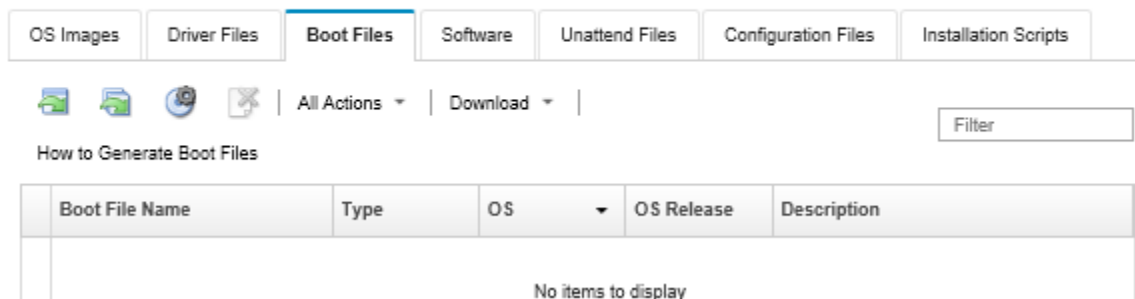 OS Images Driver Files Boot Files Software Unattend Files Configuration Files Installation Scripts
All Actions Download
Filter
How to Generate Boot Files
Boot File Name Type OS OS Release Description
No items to display